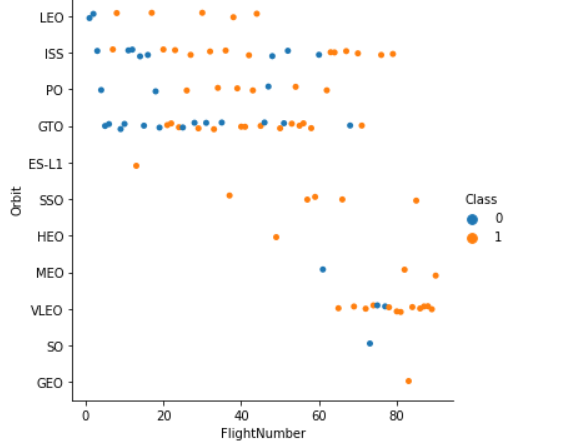 LEO
ISS
PO
GTO
ES-L1
SSO
HEO
MEO
VLEO
SO
GEO
Orbit
0
20
40
60
80
FlightNumber
Class
0
1